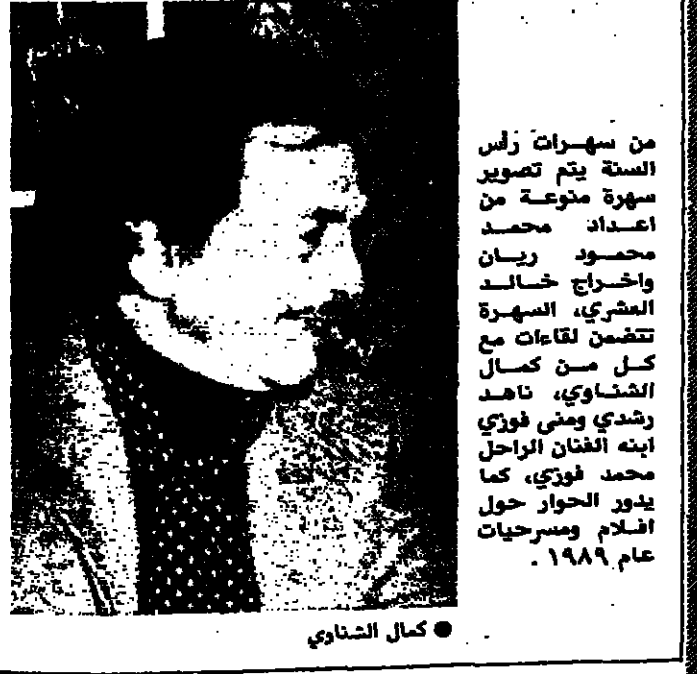 من سهرات رأس
السنة يتم تصوير
سهرة منوعة من
اعداد محمد
محمود ريان
واخراج خالد
العشري، السهرة
تتضمن لقاءات مع
كل من كمال
الشناوي، ناهد
رشدي ومنى فوزي
ابنه الفنان الراحل
محمد فوزي، كما
يدور الحوار حول
افلام ومسرحيات
عام ١٩٨٩ .
● كمال الشناوي